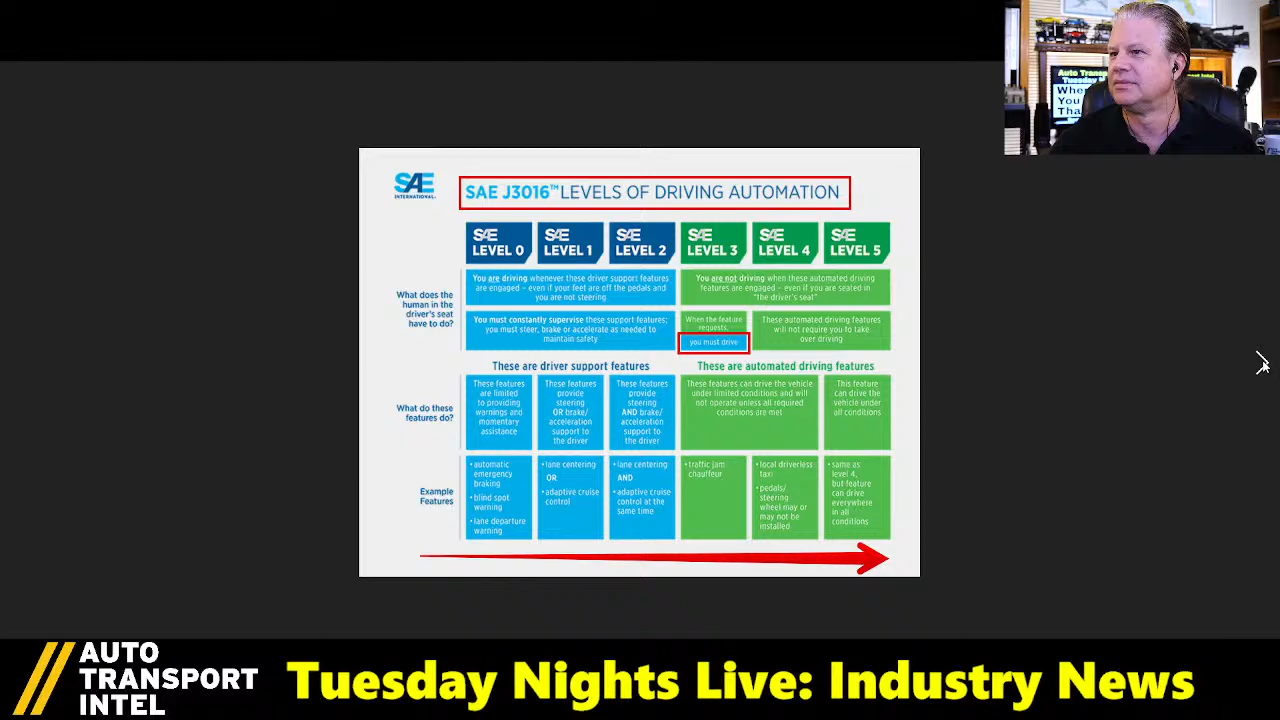 Auto Transp
Tuesday
Whe
You
Tha
SAE
INTERNATIONAL.
SAE J3016™ LEVELS OF DRIVING AUTOMATION
SAE
LEVEL 0
SAE
LEVEL 1
SAE
LEVEL 2
SAE
LEVEL 3
SAE
LEVEL 4
SAE
LEVEL 5
What does the
human in the
driver's seat
have to do?
You are driving whenever these driver support features
are engaged – even if your feet are off the pedals and
you are not steering
You are not driving when these automated driving
features are engaged – even if you are seated in
"the driver's seat"
You must constantly supervise these support features;
you must steer, brake or accelerate as needed to
maintain safety
When the feature
requests,
you must drive
These automated driving features
will not require you to take
over driving
These are driver support features
These are automated driving features
What do these
features do?
These features
are limited
to providing
warnings and
momentary
assistance
These features
provide
steering
OR brake/
acceleration
support to
the driver
These features
provide
steering
AND brake/
acceleration
support to
the driver
These features can drive the vehicle
under limited conditions and will
not operate unless all required
conditions are met
This feature
can drive the
vehicle under
all conditions
Example
Features
• automatic
emergency
braking
• blind spot
warning
• lane departure
warning
• lane centering
OR
• adaptive cruise
control
• lane centering
AND
• adaptive cruise
control at the
same time
• traffic jam
chauffeur
• local driverless
taxi
• pedals/
steering
wheel may or
may not be
installed
• same as
level 4,
but feature
can drive
everywhere
in all
conditions
AUTO
TRANSPORT
INTEL
Tuesday Nights Live: Industry News